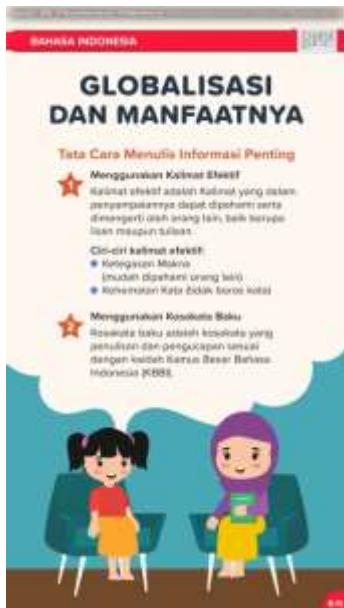 BAHASA INDONESIA
GLOBALISASI
DAN MANFAATNYA
Tata Cara Menulis Informasi Penting
1
Menggunakan Kalimat Efektif
Kalimat efektif adalah Kalimat yang dalam
penyampaiannya dapat dipahami serta
dimengerti oleh orang lain, baik berupa
lisan maupun tulisan.
Ciri-ciri kalimat efektif:
Ketegasan Makna
(mudah dipahami orang lain)
Kehematan Kata (tidak boros kata)
2
Menggunakan Kosakata Baku
Kosakata baku adalah kosakata yang
penulisan dan pengucapan sesuai
dengan kaidah Kamus Besar Bahasa
Indonesia (KBBI).